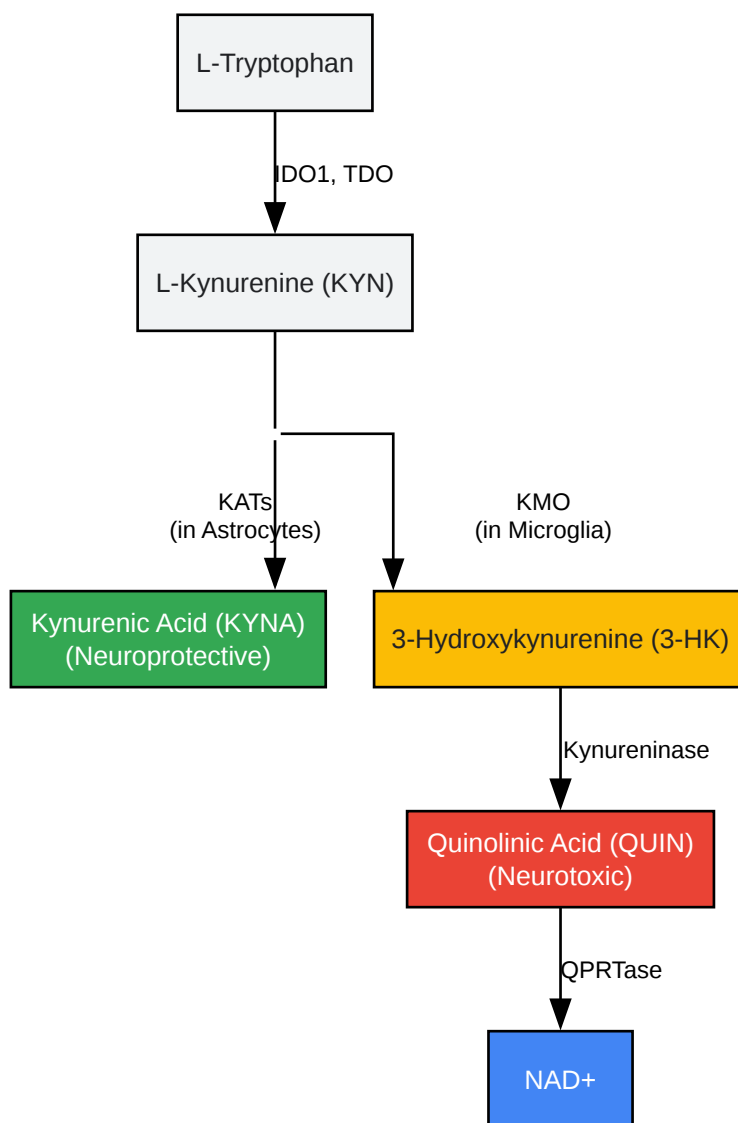 L-Tryptophan
IDO1, TDO
L-Kynurenine (KYN)
KATs
(in Astrocytes)
KMO
(in Microglia)
Kynurenic Acid (KYNA)
(Neuroprotective)
3-Hydroxykynurenine (3-HK)
Kynureninase
Quinolinic Acid (QUIN)
(Neurotoxic)
QPRTase
NAD+